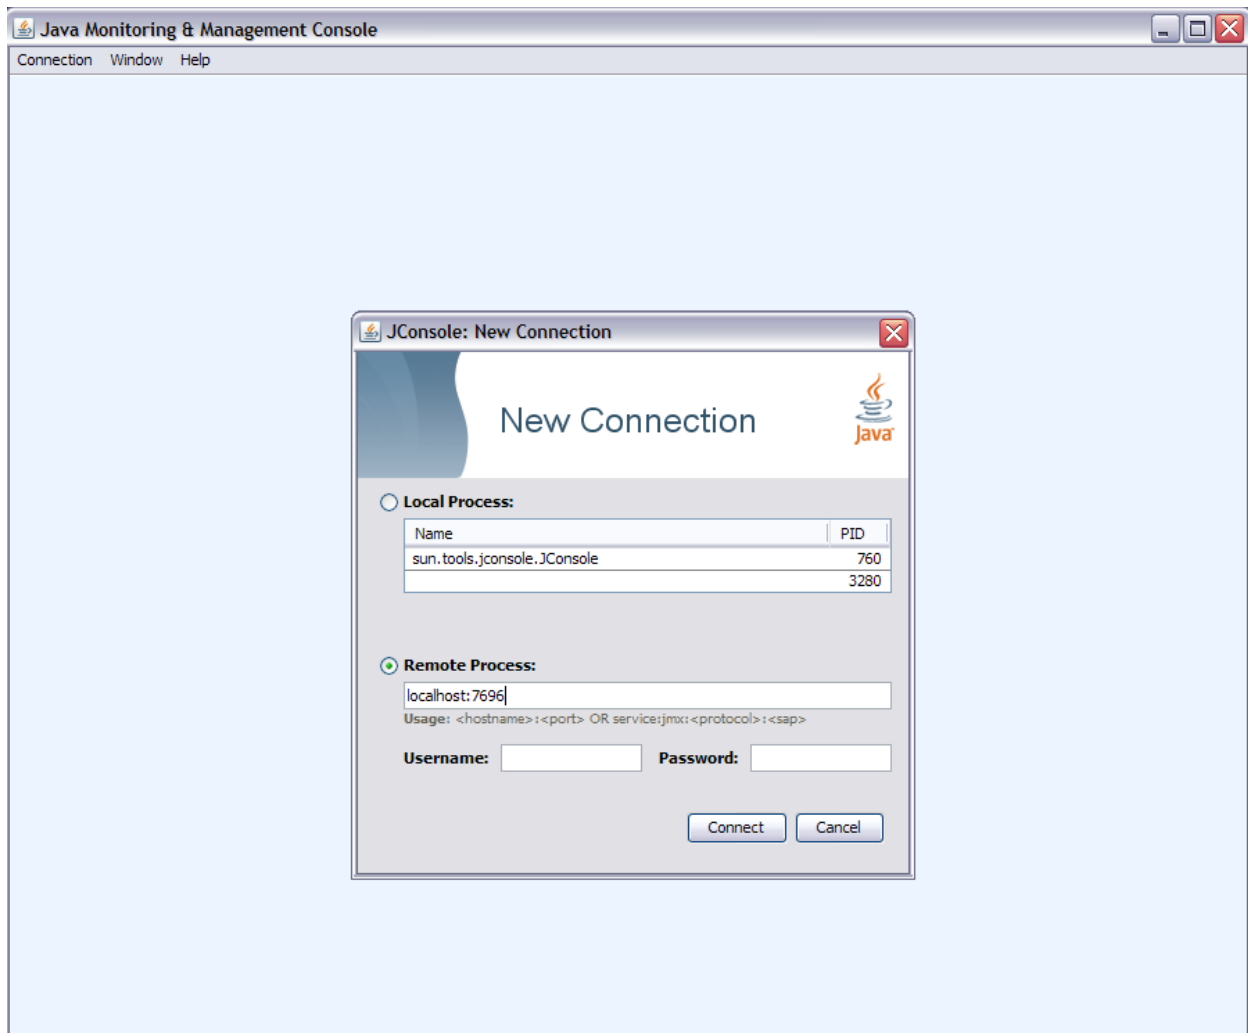 Java Monitoring & Management Console
Connection Window Help
JConsole: New Connection
New Connection
Java
Local Process:
Name PID
sun.tools.jconsole.JConsole 760
3280
Remote Process:
localhost:7696
Usage: <hostname>:<port> OR service:jmx:<protocol>:<sap>
Username: Password:
Connect Cancel